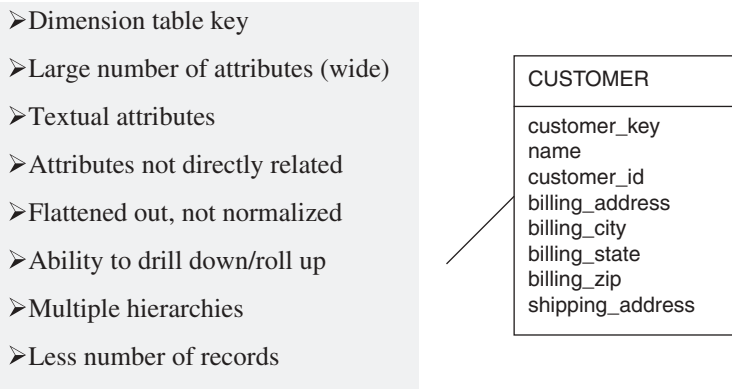 ➢Dimension table key
➢Large number of attributes (wide)
➢Textual attributes
➢Attributes not directly related
➢Flattened out, not normalized
➢Ability to drill down/roll up
➢Multiple hierarchies
➢Less number of records
CUSTOMER
customer_key
name
customer_id
billing_address
billing_city
billing_state
billing_zip
shipping_address